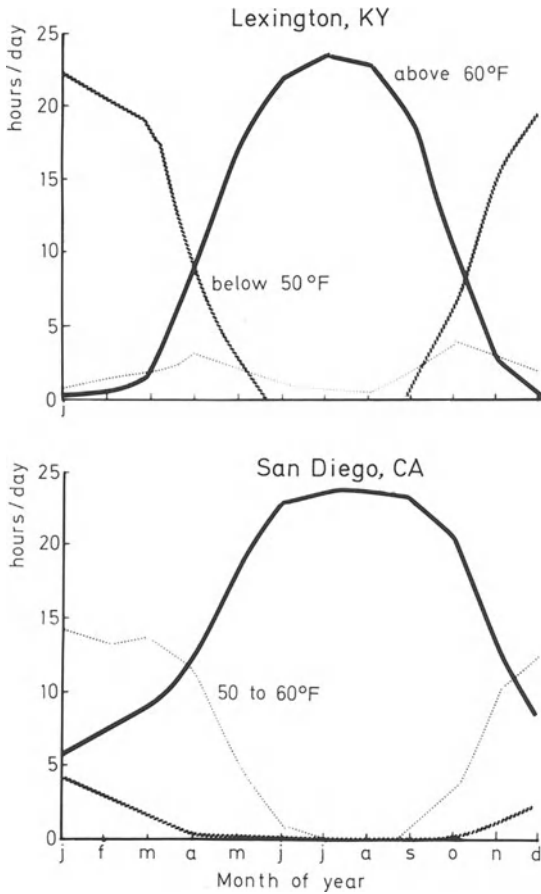 Lexington, KY
hours/day
25
20
15
10
5
0
above 60°F
below 50°F
j
San Diego, CA
hours/day
25
20
15
10
5
0
50 to 60°F
j f m a m j j a s o n d
Month of year